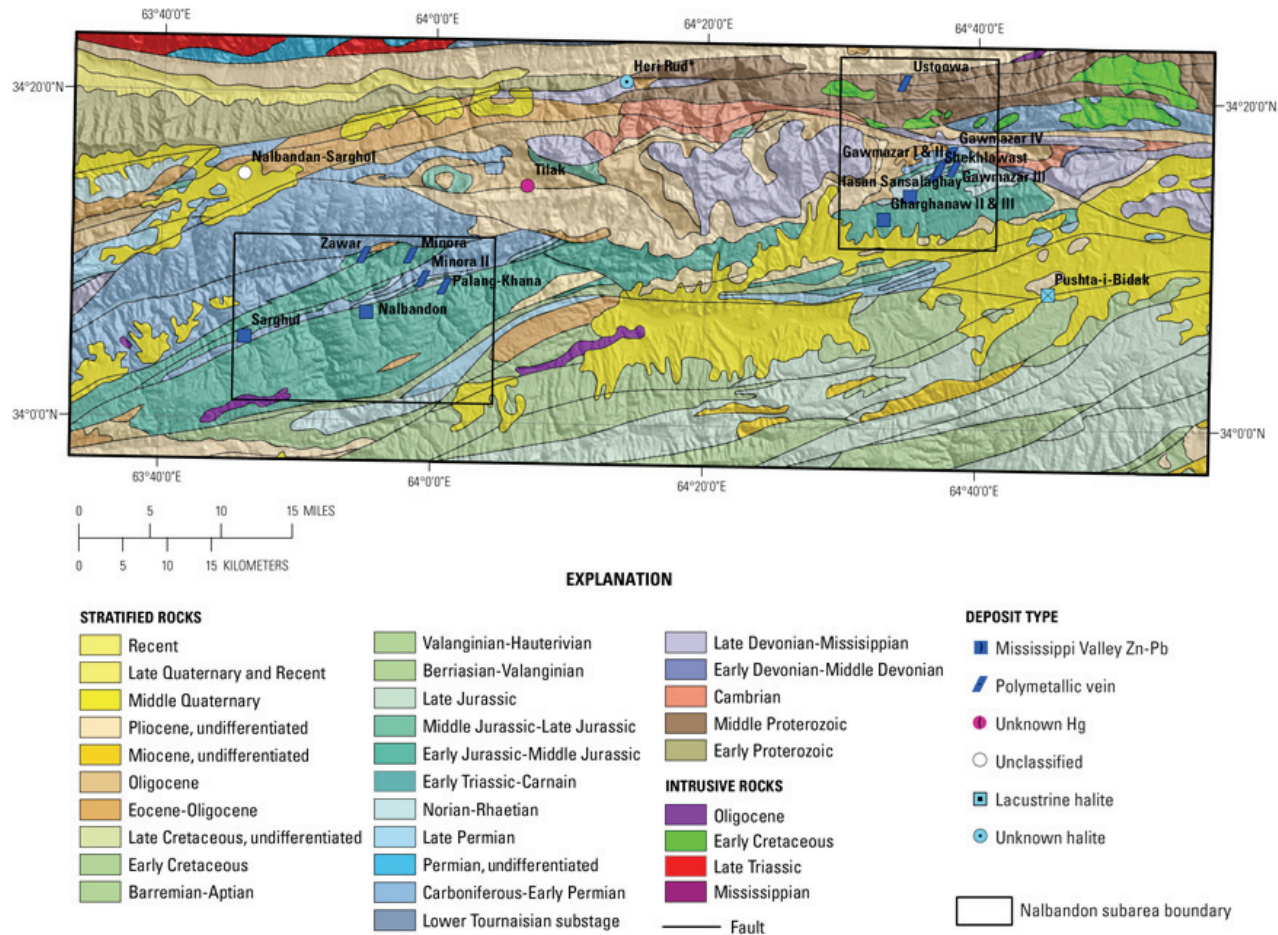 63°40'0"E
64°0'0"E
64°20'0"E
64°40'0"E
34°20'0"N
34°20'0"N
Heri Rud*
Ustoowa
Nalbandan-Sarghol
Tilak
Gawmazar IV
Gawmazar I & II
Shekhlawast
Gawmazar III
Hasan Sansalaghay
Gharghanaw II & III
Zawar
Minora
Minora II
Palang-Khana
Pushta-i-Bidak
Nalbandon
Sarghul
34°0'0"N
34°0'0"N
63°40'0"E
64°0'0"E
64°20'0"E
64°40'0"E
0 5 10 15 MILES
0 5 10 15 KILOMETERS
EXPLANATION
STRATIFIED ROCKS
Recent
Late Quaternary and Recent
Middle Quaternary
Pliocene, undifferentiated
Miocene, undifferentiated
Oligocene
Eocene-Oligocene
Late Cretaceous, undifferentiated
Early Cretaceous
Barremian-Aptian
Valanginian-Hauterivian
Berriasian-Valanginian
Late Jurassic
Middle Jurassic-Late Jurassic
Early Jurassic-Middle Jurassic
Early Triassic-Carnain
Norian-Rhaetian
Late Permian
Permian, undifferentiated
Carboniferous-Early Permian
Lower Tournaisian substage
Late Devonian-Missisippian
Early Devonian-Middle Devonian
Cambrian
Middle Proterozoic
Early Proterozoic
INTRUSIVE ROCKS
Oligocene
Early Cretaceous
Late Triassic
Mississippian
Fault
DEPOSIT TYPE
Mississippi Valley Zn-Pb
Polymetallic vein
Unknown Hg
Unclassified
Lacustrine halite
Unknown halite
Nalbandon subarea boundary